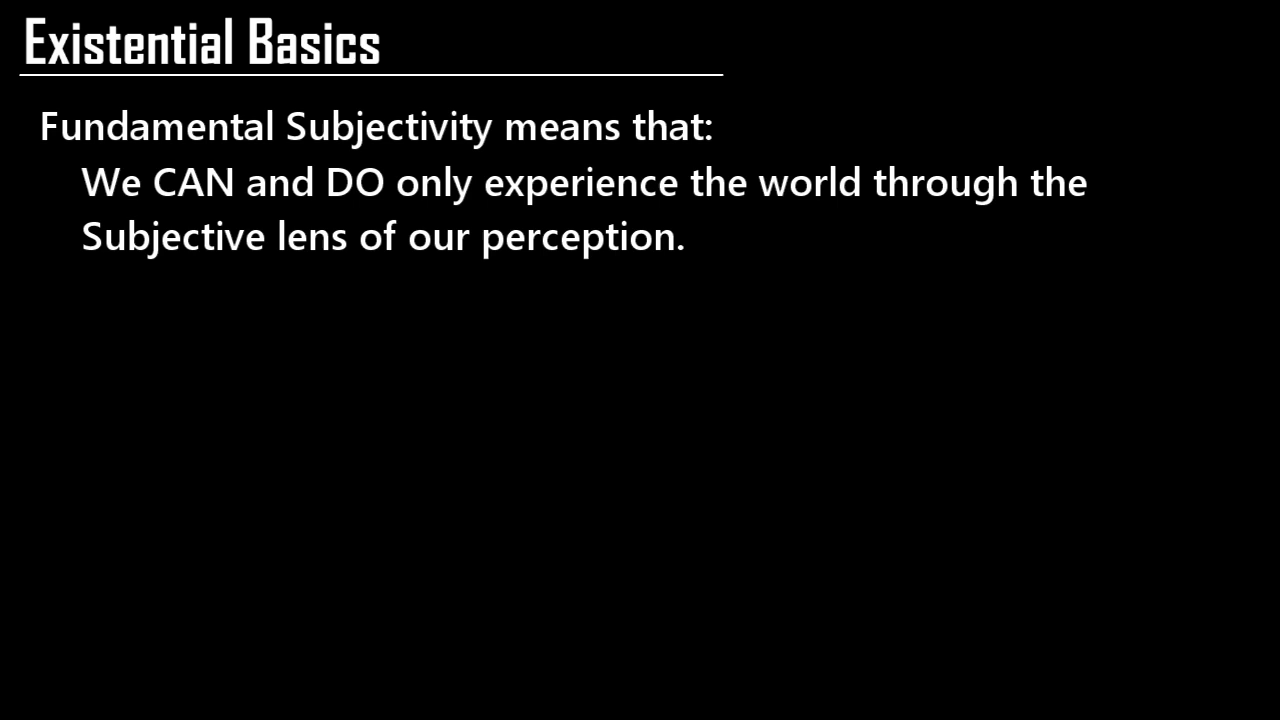 Existential Basics
Fundamental Subjectivity means that:
We CAN and DO only experience the world through the
Subjective lens of our perception.